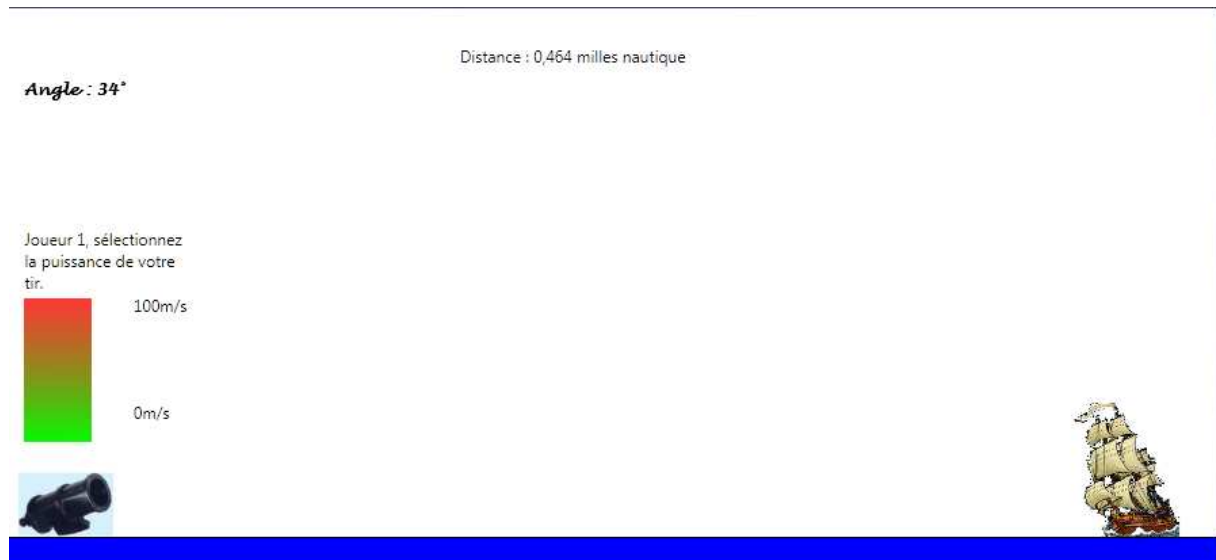 Distance : 0,464 milles nautique
Angle : 34°
Joueur 1, sélectionnez
la puissance de votre
tir.
100m/s
0m/s